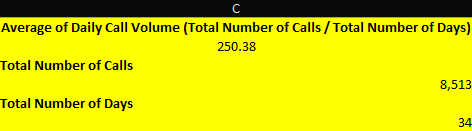 C
Average of Daily Call Volume (Total Number of Calls / Total Number of Days)
250.38
Total Number of Calls
8,513
Total Number of Days
34